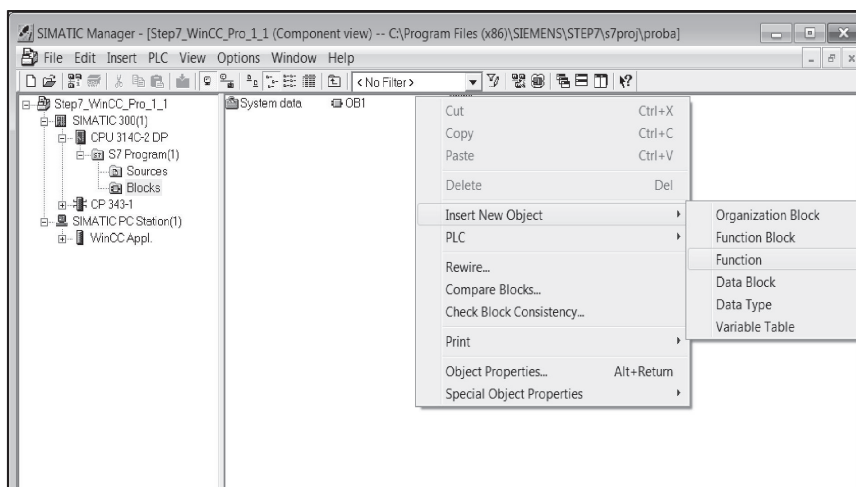 SIMATIC Manager - [Step7_WinCC_Pro_1_1 (Component view) -- C:\Program Files (x86)\SIEMENS\STEP7\s7proj\proba]
File Edit Insert PLC View Options Window Help
< No Filter >
Step7_WinCC_Pro_1_1
SIMATIC 300(1)
CPU 314C-2 DP
S7 Program(1)
Sources
Blocks
CP 343-1
SIMATIC PC Station(1)
WinCC Appl.
System data OB1
Cut Ctrl+X
Copy Ctrl+C
Paste Ctrl+V
Delete Del
Insert New Object
PLC
Rewire...
Compare Blocks...
Check Block Consistency...
Print
Object Properties... Alt+Return
Special Object Properties
Organization Block
Function Block
Function
Data Block
Data Type
Variable Table